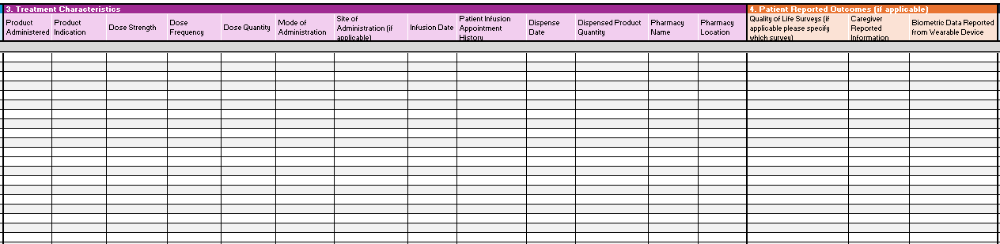 3. Treatment Characteristics
4. Patient Reported Outcomes (if applicable)
Product
Administered
Product
Indication
Dose Strength
Dose
Frequency
Dose Quantity
Mode of
Administration
Site of
Administration (if
applicable)
Infusion Date
Patient Infusion
Appointment
History
Dispense
Date
Dispensed Product
Quantity
Pharmacy
Name
Pharmacy
Location
Quality of Life Surveys (if
applicable please specify
which survey)
Caregiver
Reported
Information
Biometric Data Reported
from Wearable Device